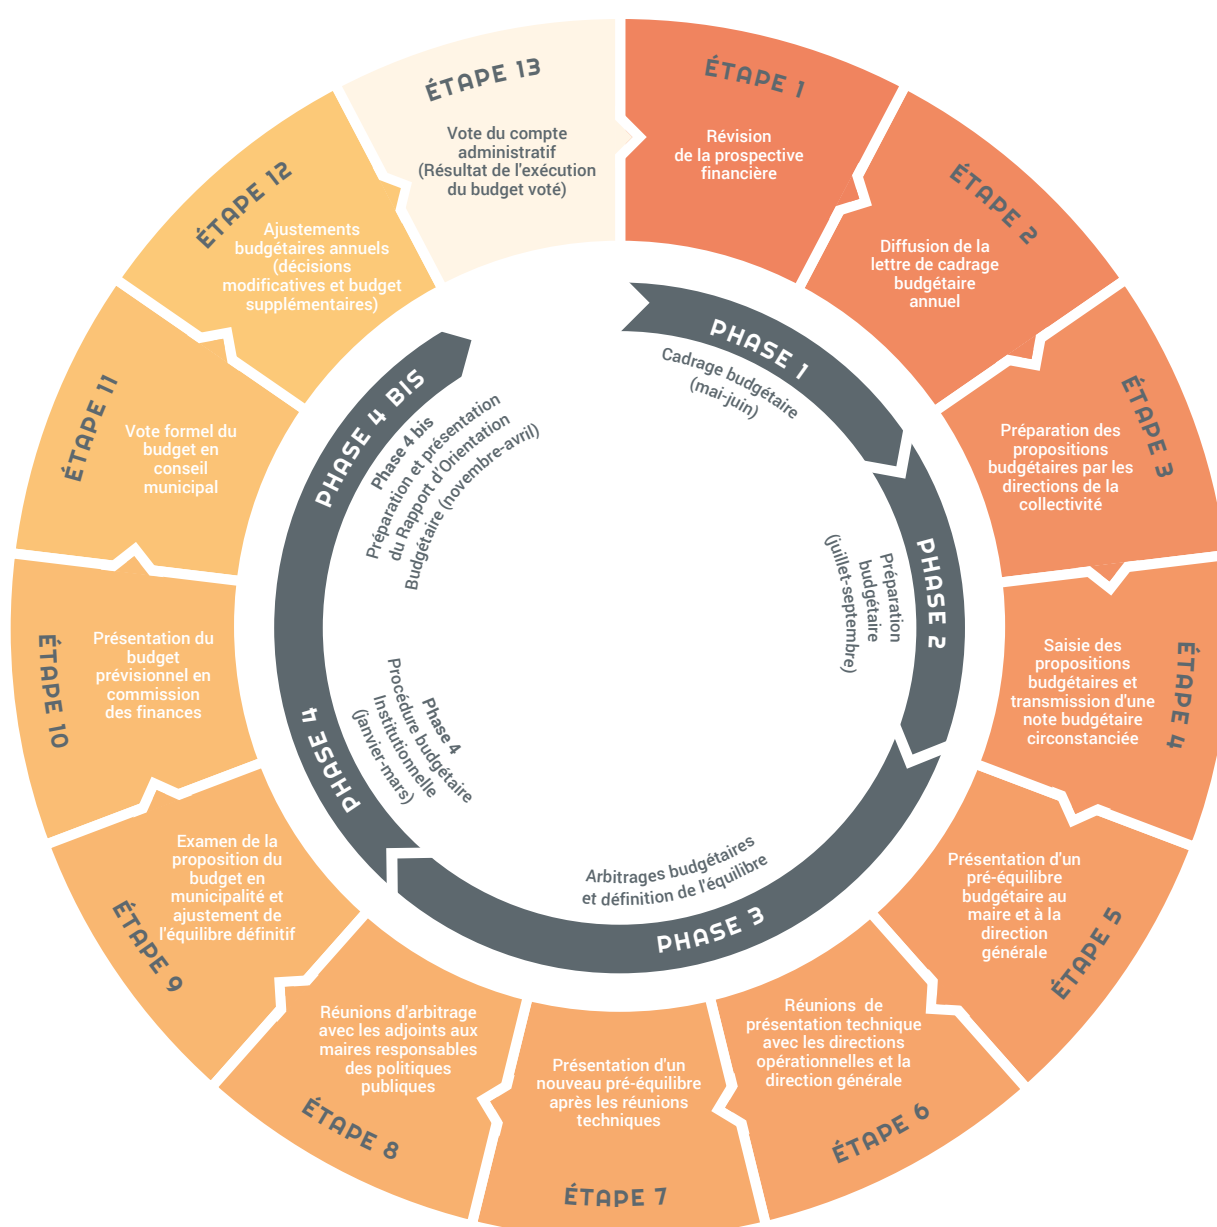 ÉTAPE 1
Révision
de la prospective
financière
ÉTAPE 2
Diffusion de la
lettre de cadrage
budgétaire
annuel
ÉTAPE 3
Préparation des
propositions
budgétaires par les
directions de la
collectivité
ÉTAPE 4
Saisie des
propositions
budgétaires et
transmission d'une
note budgétaire
circonstanciée
ÉTAPE 5
Présentation d'un
pré-équilibre
budgétaire au
maire et à la
direction
générale
ÉTAPE 6
Réunions de
présentation technique
avec les directions
opérationnelles et la
direction générale
ÉTAPE 7
Présentation d'un
nouveau pré-équilibre
après les réunions
techniques
ÉTAPE 8
Réunions d'arbitrage
avec les adjoints aux
maires responsables
des politiques
publiques
ÉTAPE 9
Examen de la
proposition du
budget en
municipalité et
ajustement de
l'équilibre définitif
ÉTAPE 10
Présentation du
budget
prévisionnel en
commission
des finances
ÉTAPE 11
Vote formel du
budget en
conseil
municipal
ÉTAPE 12
Ajustements
budgétaires annuels
(décisions
modificatives et budget
supplémentaires)
ÉTAPE 13
Vote du compte
administratif
(Résultat de l'exécution
du budget voté)
PHASE 1
Cadrage budgétaire
(mai-juin)
PHASE 2
Préparation
budgétaire
(juillet-septembre)
PHASE 3
Arbitrages budgétaires
et définition de l'équilibre
PHASE 4
Phase 4
Procédure budgétaire
Institutionnelle
(janvier-mars)
PHASE 4 BIS
Phase 4 bis
Préparation et présentation
du Rapport d'Orientation
Budgétaire (novembre-avril)